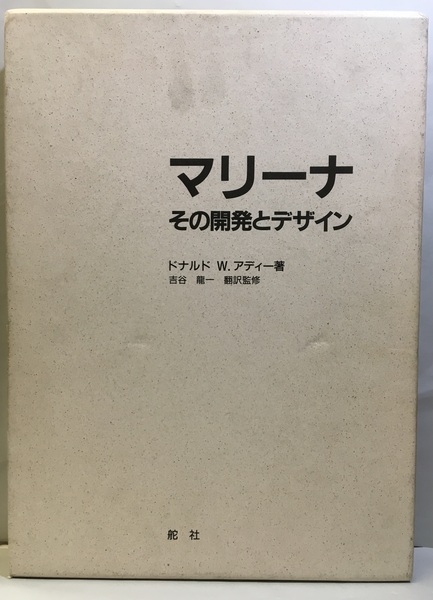 マリーナ
その開発とデザイン
ドナルド W. アディー著
吉谷 龍一 翻訳監修
舵社